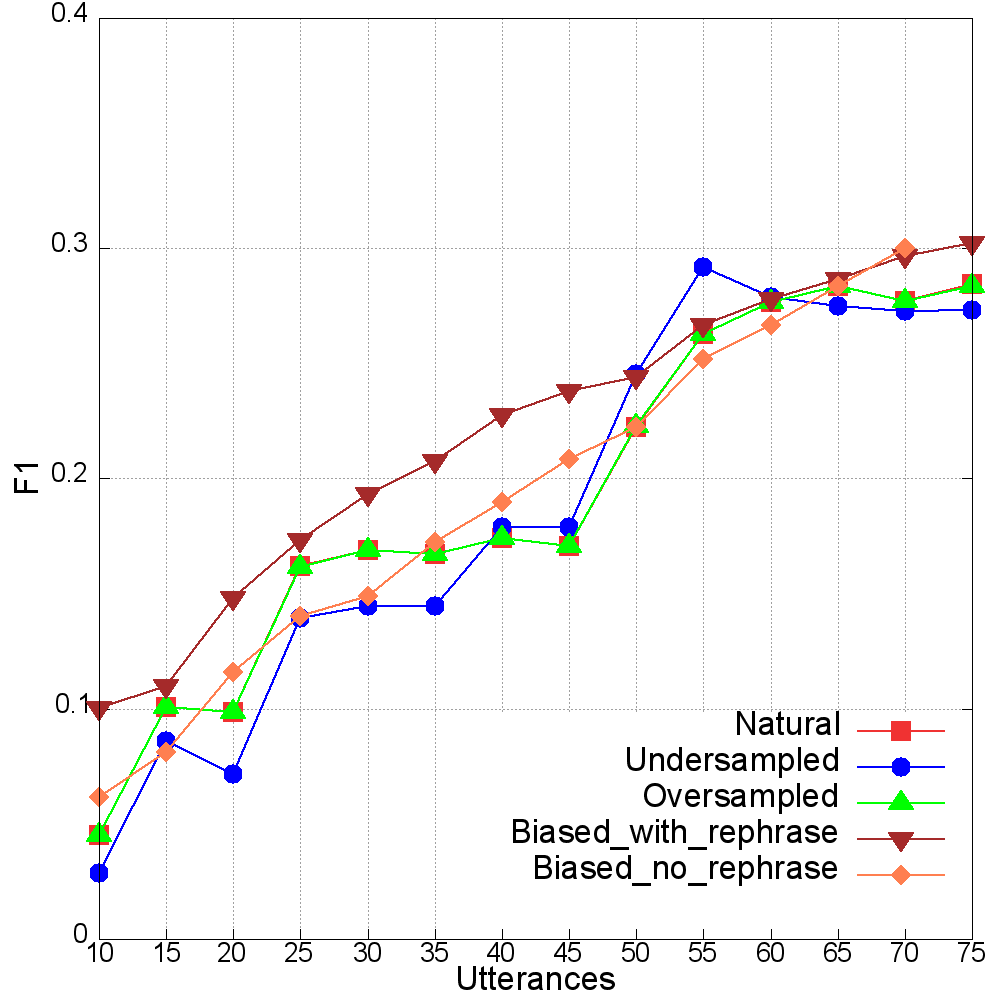 0.4
0.3
0.2
0.1
0
F1
10 15 20 25 30 35 40 45 50 55 60 65 70 75
Utterances
Natural
Undersampled
Oversampled
Biased_with_rephrase
Biased_no_rephrase